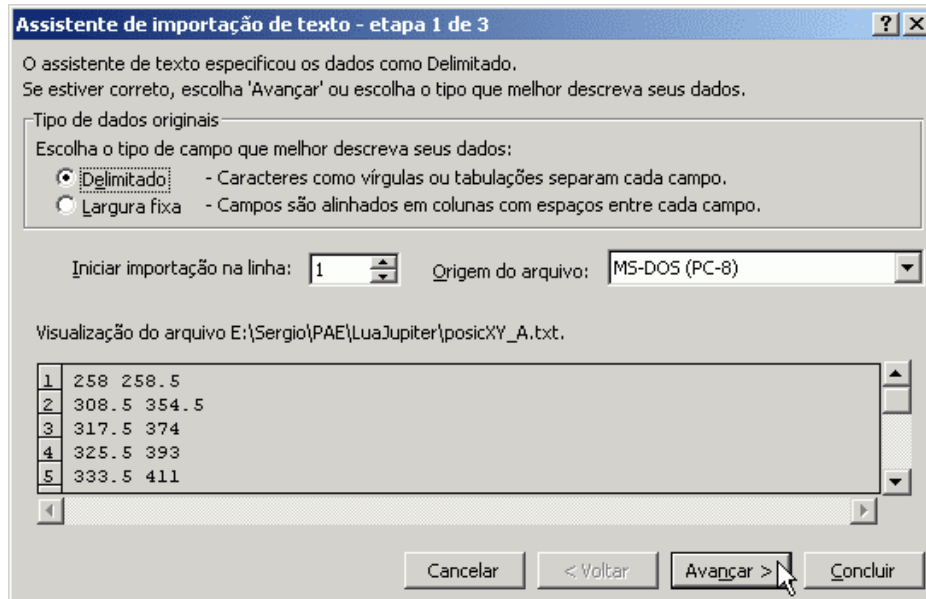 Assistente de importação de texto - etapa 1 de 3
O assistente de texto especificou os dados como Delimitado.
Se estiver correto, escolha 'Avançar' ou escolha o tipo que melhor descreva seus dados.
Tipo de dados originais
Escolha o tipo de campo que melhor descreva seus dados:
Delimitado - Caracteres como vírgulas ou tabulações separam cada campo.
Largura fixa - Campos são alinhados em colunas com espaços entre cada campo.
Iniciar importação na linha: 1 Origem do arquivo: MS-DOS (PC-8)
Visualização do arquivo E:\Sergio\PAE\LuaJupiter\posicXY_A.txt.
1 258 258.5
2 308.5 354.5
3 317.5 374
4 325.5 393
5 333.5 411
Cancelar < Voltar Avançar > Concluir